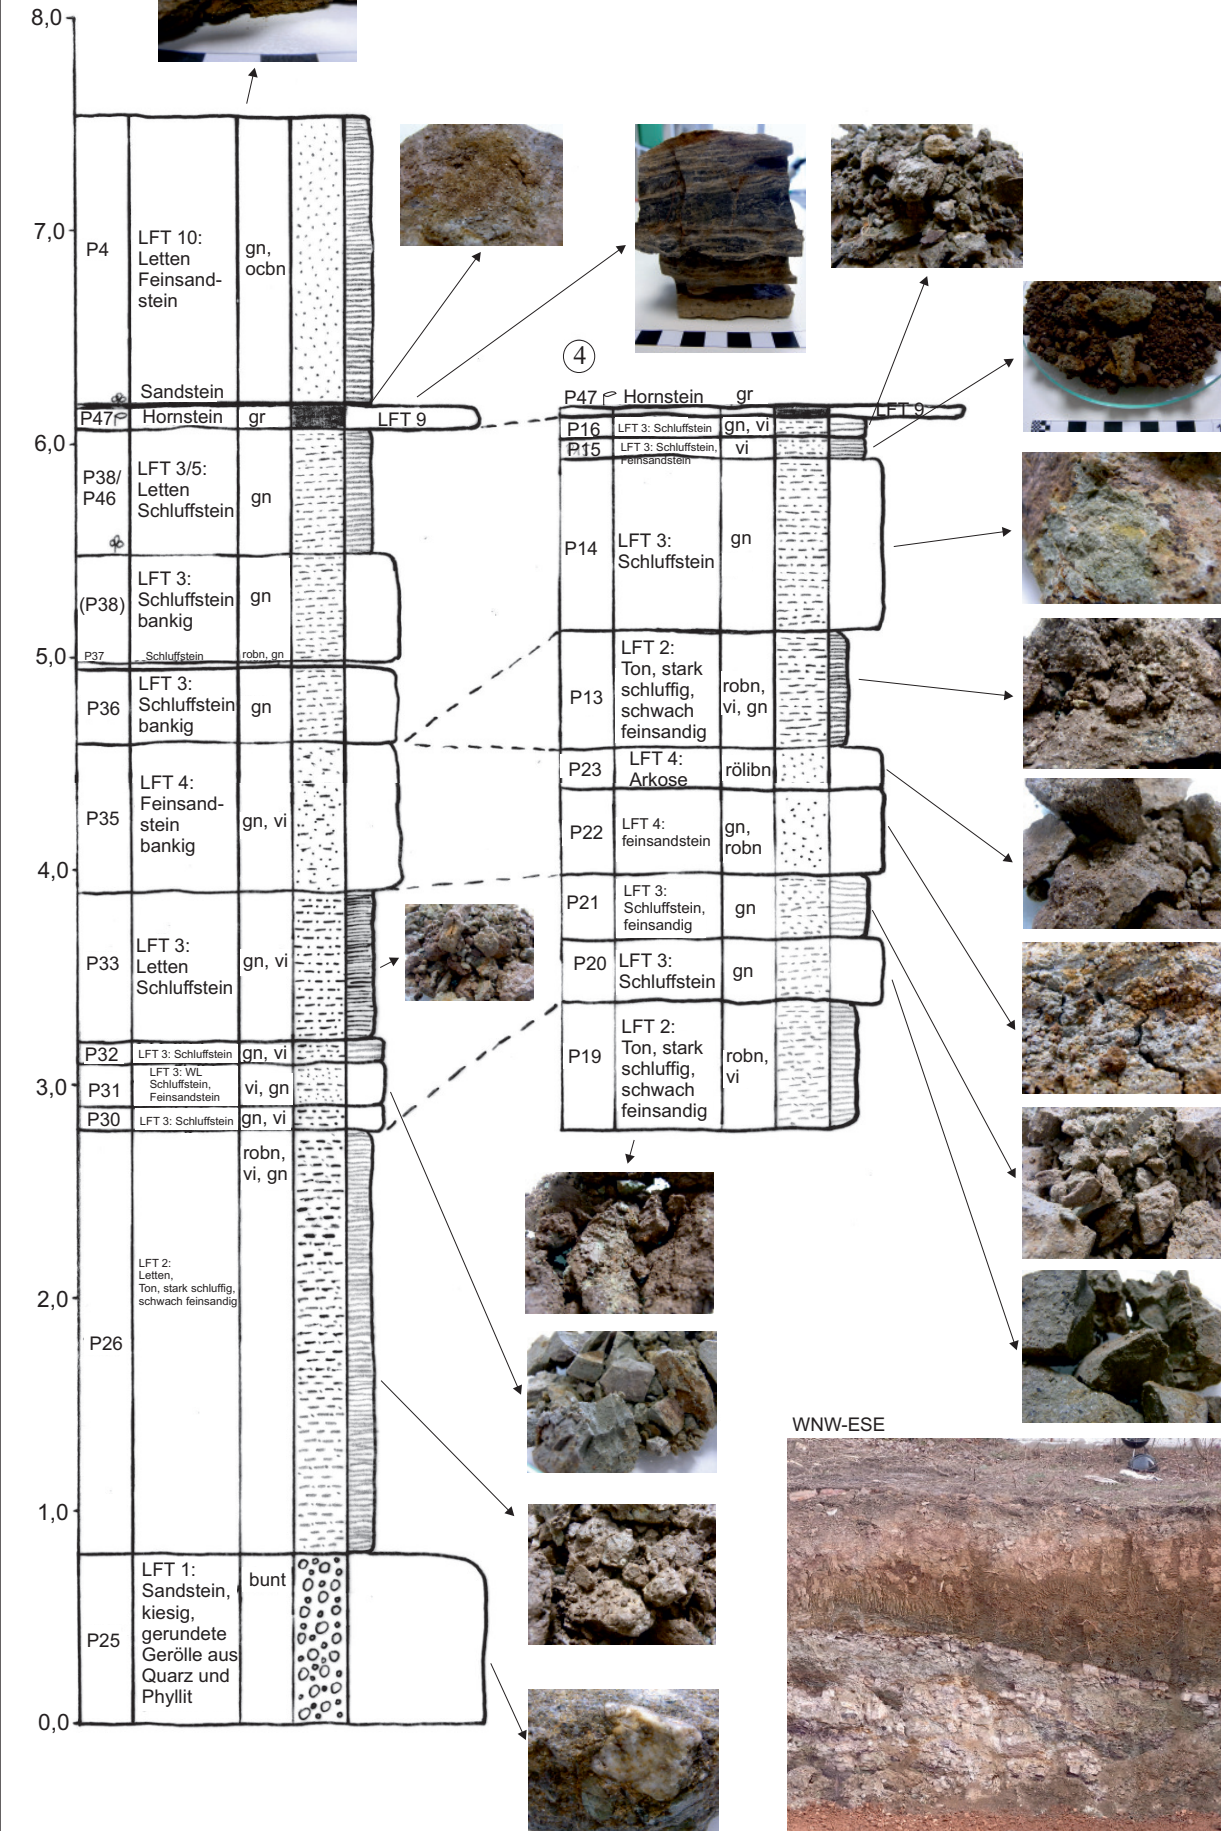 8,0
7,0
6,0
5,0
4,0
3,0
2,0
1,0
0,0
P4
LFT 10:
Letten
Feinsand-
stein
gn,
ocbn
Sandstein
P47
Hornstein
gr
LFT 9
P38/
P46
LFT 3/5:
Letten
Schluffstein
gn
(P38)
LFT 3:
Schluffstein
bankig
gn
P37
Schluffstein
robn, gn
P36
LFT 3:
Schluffstein
bankig
gn
P35
LFT 4:
Feinsand-
stein
bankig
gn, vi
P33
LFT 3:
Letten
Schluffstein
gn, vi
P32
LFT 3: Schluffstein
gn, vi
P31
LFT 3: WL
Schluffstein,
Feinsandstein
vi, gn
P30
LFT 3: Schluffstein
gn, vi
P26
LFT 2:
Letten,
Ton, stark schluffig,
schwach feinsandig
robn,
vi, gn
P25
LFT 1:
Sandstein,
kiesig,
gerundete
Gerölle aus
Quarz und
Phyllit
bunt
4
P47
Hornstein
gr
LFT 9
P16
LFT 3: Schluffstein
gn, vi
P15
LFT 3: Schluffstein,
Feinsandstein
vi
P14
LFT 3:
Schluffstein
gn
P13
LFT 2:
Ton, stark
schluffig,
schwach
feinsandig
robn,
vi, gn
P23
LFT 4:
Arkose
rölibn
P22
LFT 4:
feinsandstein
gn,
robn
P21
LFT 3:
Schluffstein,
feinsandig
gn
P20
LFT 3:
Schluffstein
gn
P19
LFT 2:
Ton, stark
schluffig,
schwach
feinsandig
robn,
vi
WNW-ESE